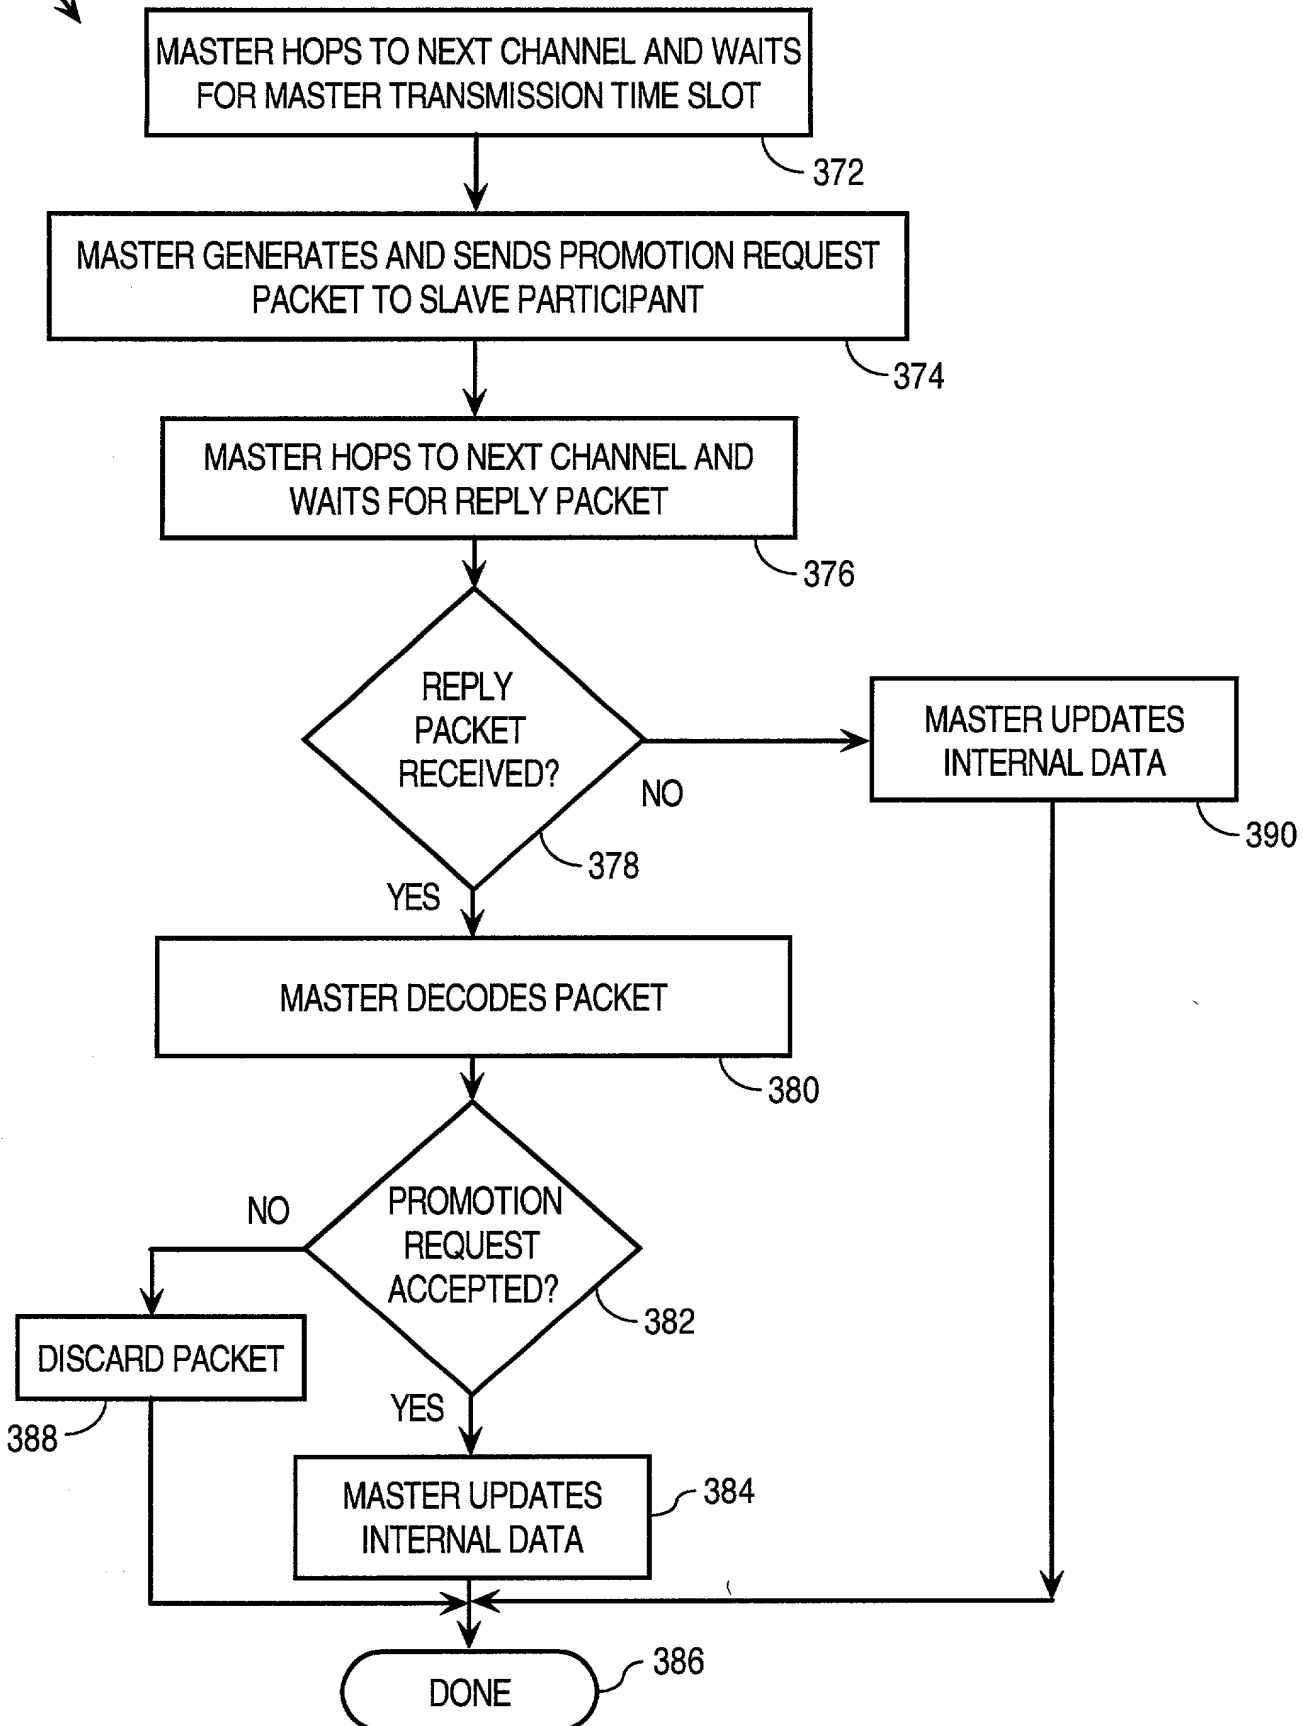 MASTER HOPS TO NEXT CHANNEL AND WAITS
FOR MASTER TRANSMISSION TIME SLOT
372
MASTER GENERATES AND SENDS PROMOTION REQUEST
PACKET TO SLAVE PARTICIPANT
374
MASTER HOPS TO NEXT CHANNEL AND
WAITS FOR REPLY PACKET
376
REPLY
PACKET
RECEIVED?
NO
378
YES
MASTER UPDATES
INTERNAL DATA
390
MASTER DECODES PACKET
380
PROMOTION
REQUEST
ACCEPTED?
NO
382
DISCARD PACKET
388
YES
MASTER UPDATES
INTERNAL DATA
384
DONE
386